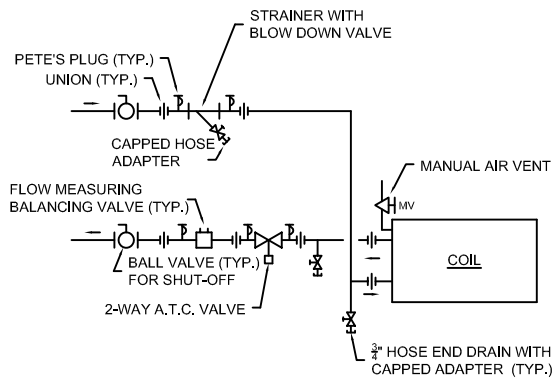 STRAINER WITH
BLOW DOWN VALVE
PETE'S PLUG (TYP.)
UNION (TYP.)
CAPPED HOSE
ADAPTER
MANUAL AIR VENT
MV
FLOW MEASURING
BALANCING VALVE (TYP.)
COIL
BALL VALVE (TYP.)
FOR SHUT-OFF
2-WAY A.T.C. VALVE
3/4" HOSE END DRAIN WITH
CAPPED ADAPTER (TYP.)